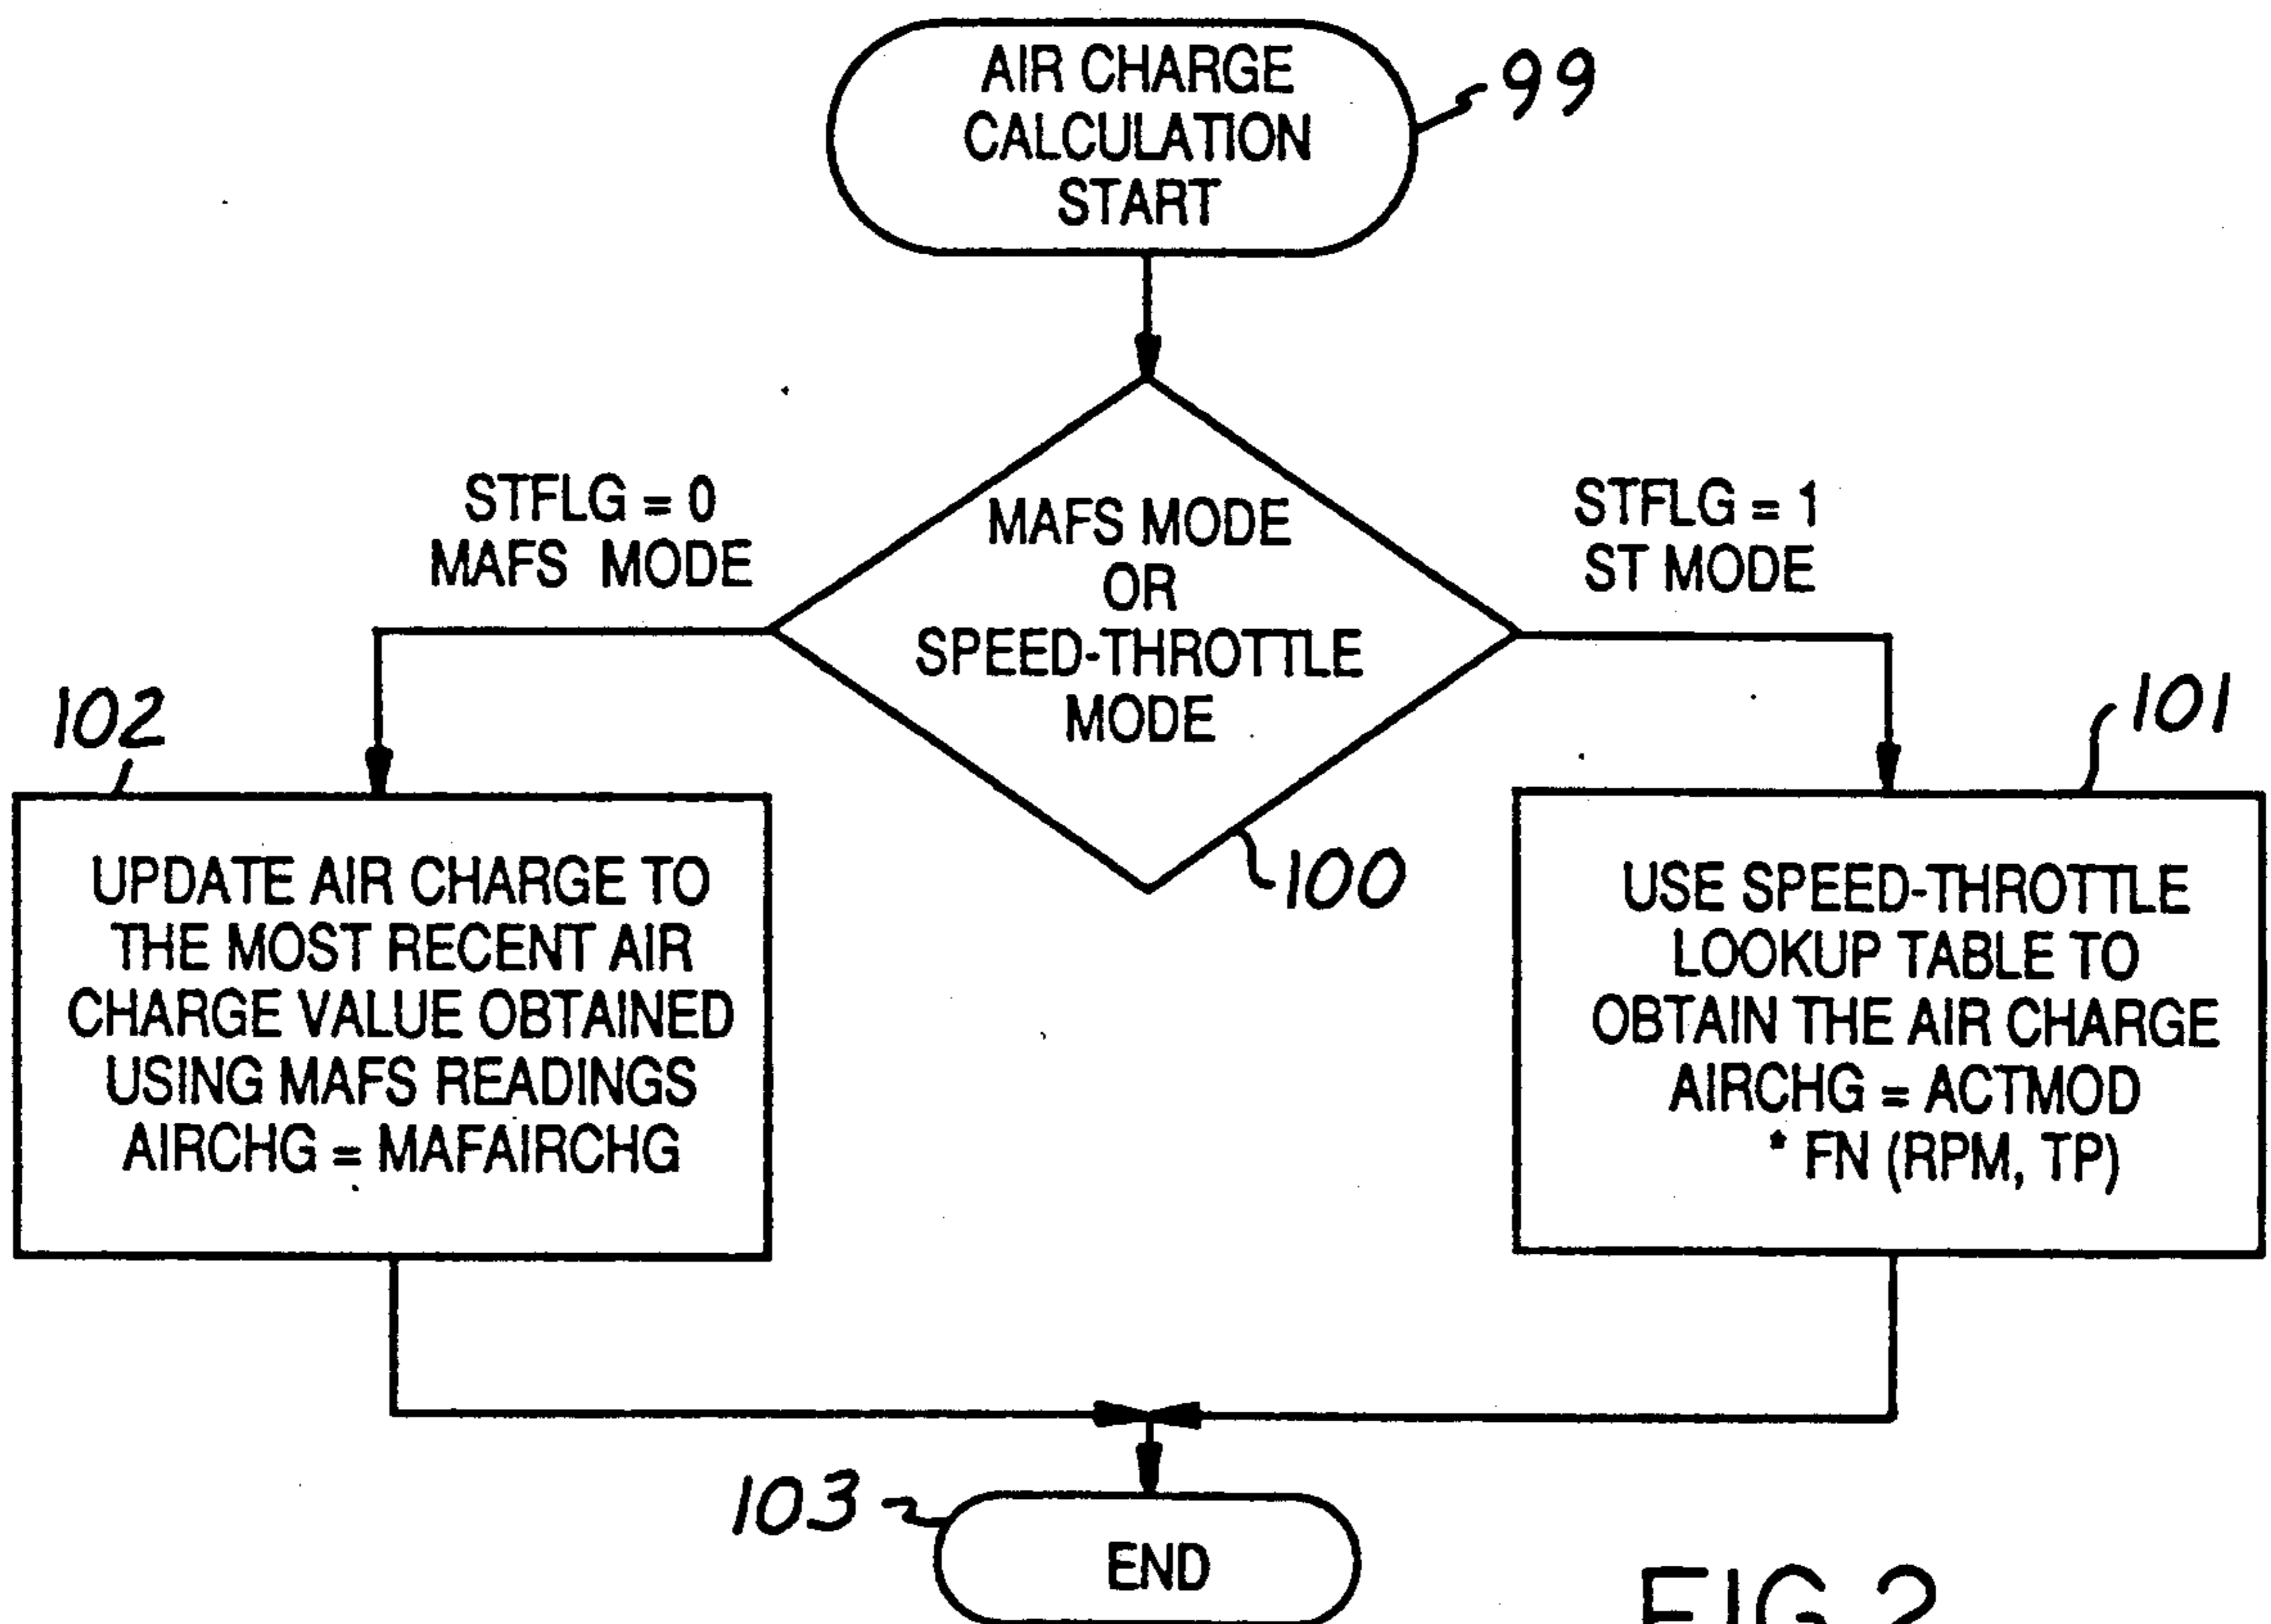 AIR CHARGE
CALCULATION
START
99
STFLG = 0
MAFS MODE
MAFS MODE
OR
SPEED-THROTTLE
MODE
STFLG = 1
ST MODE
100
102
UPDATE AIR CHARGE TO
THE MOST RECENT AIR
CHARGE VALUE OBTAINED
USING MAFS READINGS
AIRCHG = MAFAIRCHG
101
USE SPEED-THROTTLE
LOOKUP TABLE TO
OBTAIN THE AIR CHARGE
AIRCHG = ACTMOD
* FN (RPM, TP)
103
END
FIG.2